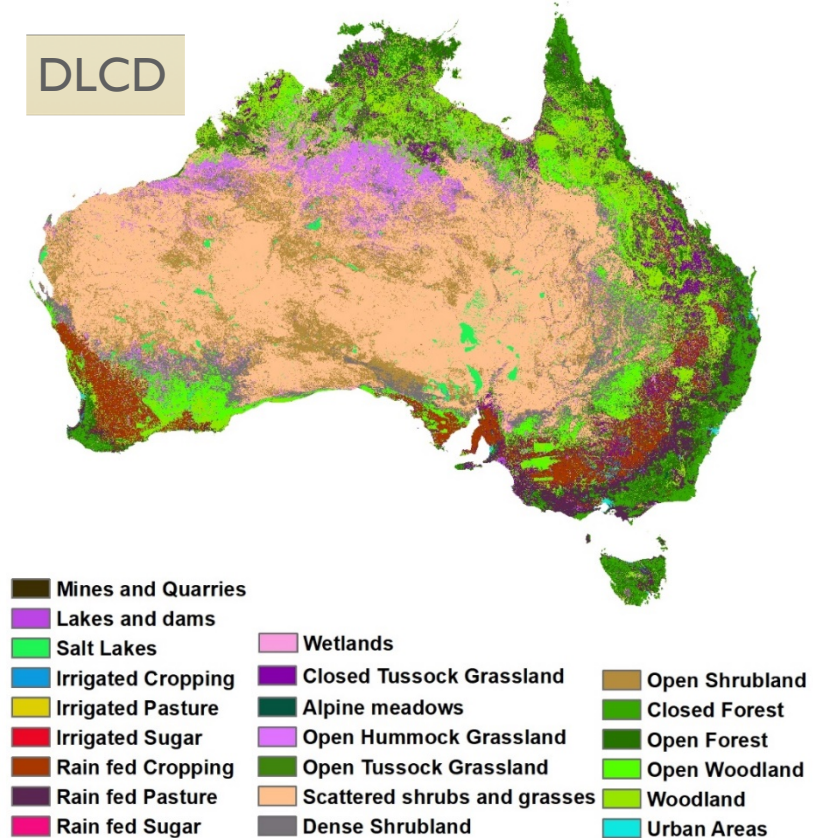 DLCD
Mines and Quarries
Lakes and dams
Salt Lakes
Irrigated Cropping
Irrigated Pasture
Irrigated Sugar
Rain fed Cropping
Rain fed Pasture
Rain fed Sugar
Wetlands
Closed Tussock Grassland
Alpine meadows
Open Hummock Grassland
Open Tussock Grassland
Scattered shrubs and grasses
Dense Shrubland
Open Shrubland
Closed Forest
Open Forest
Open Woodland
Woodland
Urban Areas